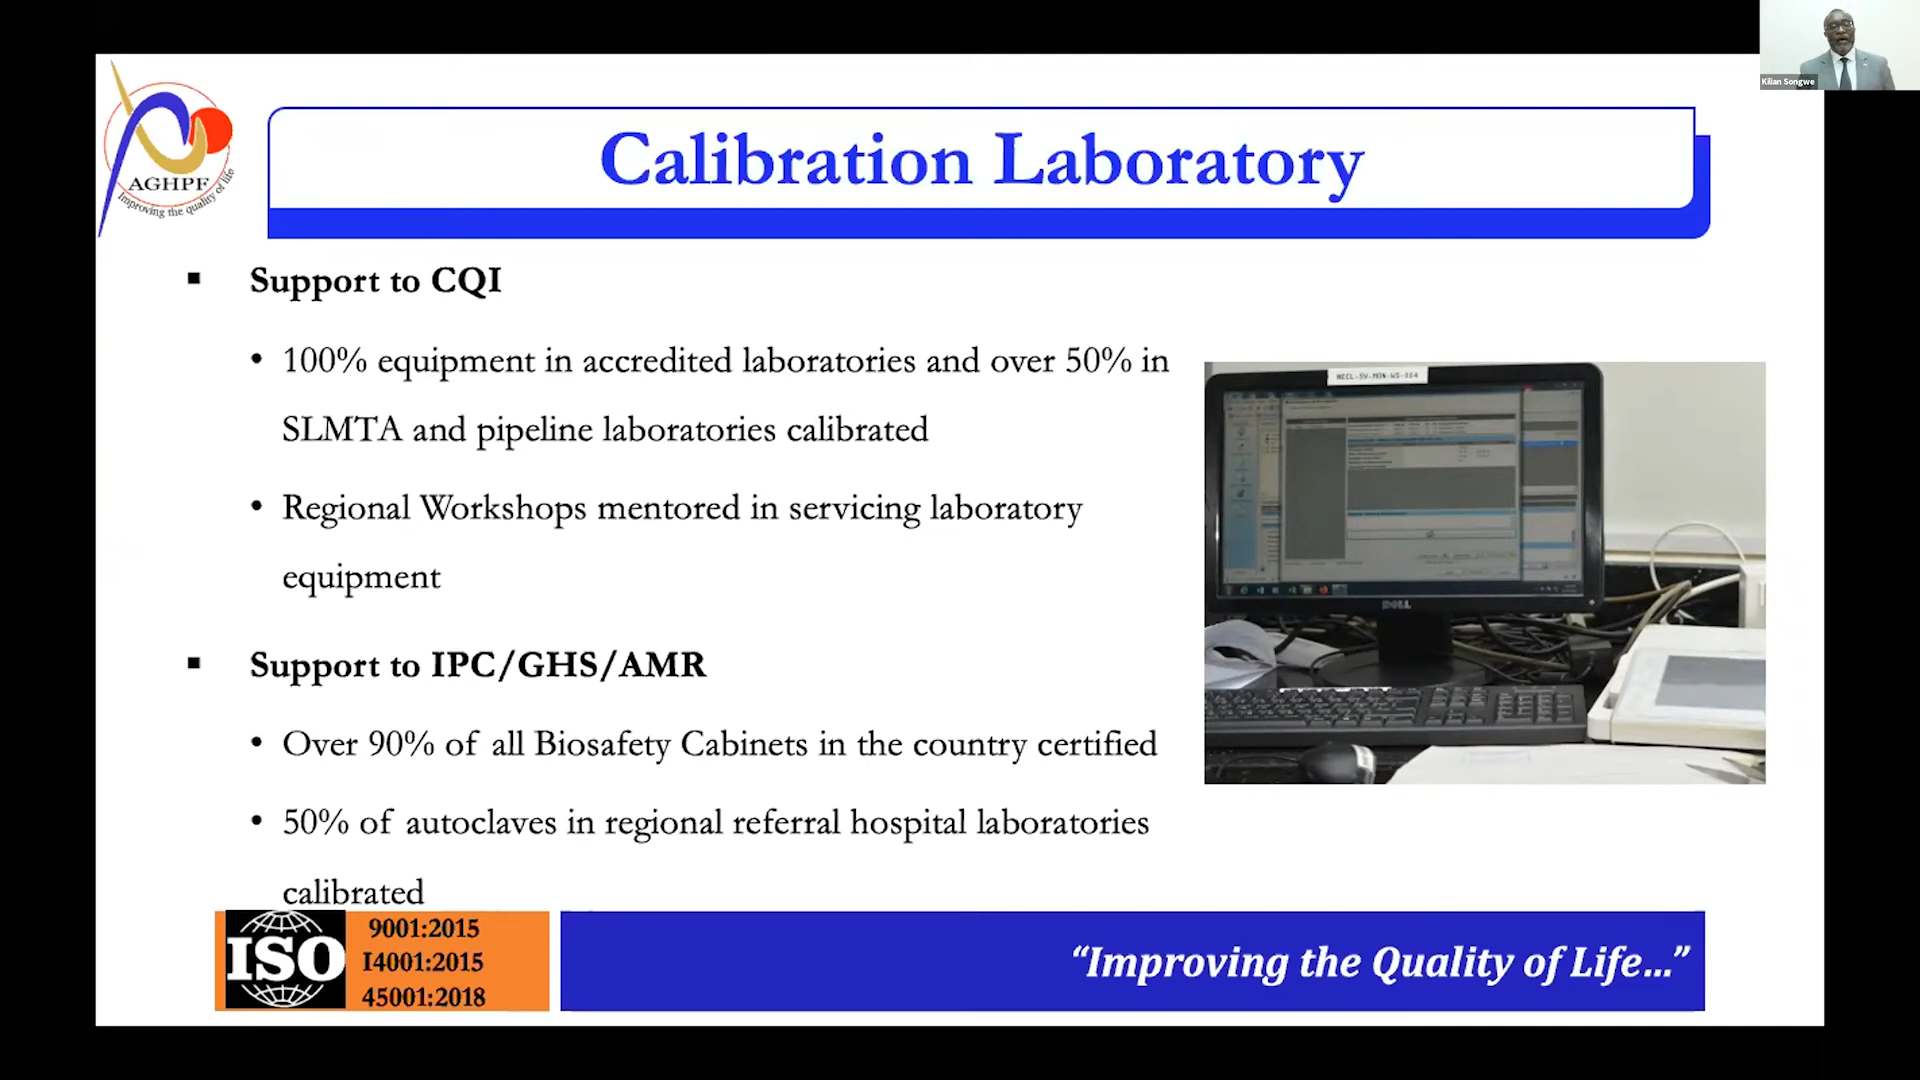 Kilian Songwe
AGHPF
Improving the quality of life
Calibration Laboratory
▪ Support to CQI
• 100% equipment in accredited laboratories and over 50% in
SLMTA and pipeline laboratories calibrated
• Regional Workshops mentored in servicing laboratory
equipment
DELL
▪ Support to IPC/GHS/AMR
• Over 90% of all Biosafety Cabinets in the country certified
• 50% of autoclaves in regional referral hospital laboratories
calibrated
ISO
9001:2015
14001:2015
45001:2018
“Improving the Quality of Life...”